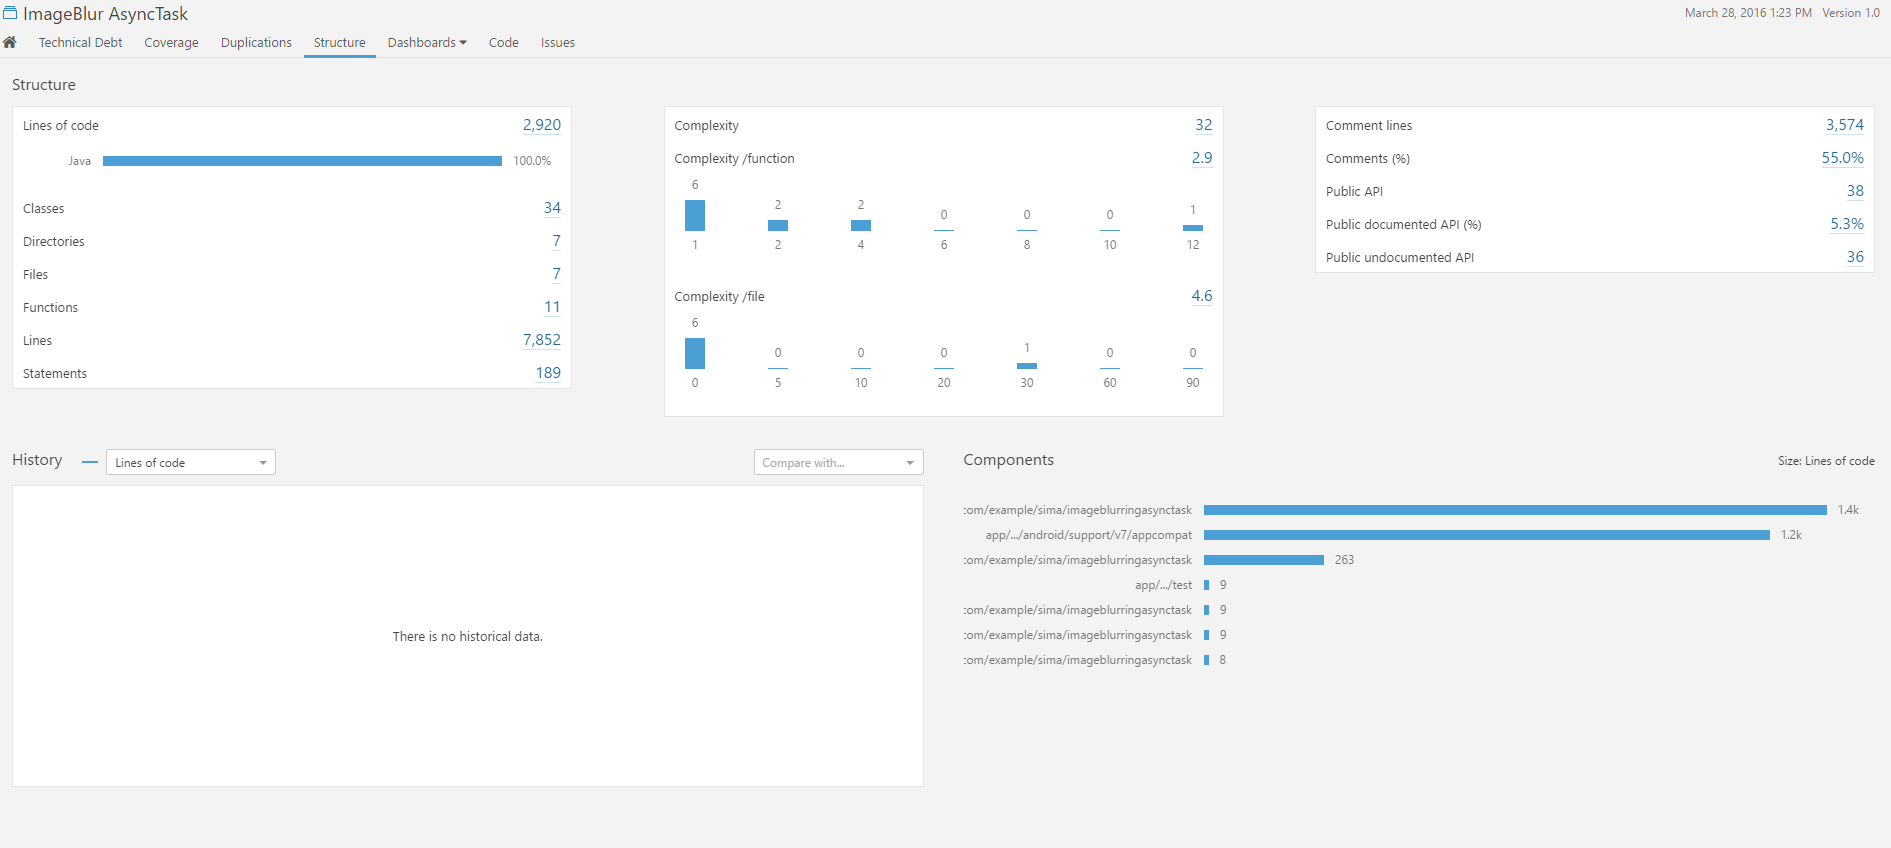 ImageBlur AsyncTask
March 28, 2016 1:23 PM Version 1.0
Technical Debt Coverage Duplications Structure Dashboards Code Issues
Structure
Lines of code 2,920
Java 100.0%
Classes 34
Directories 7
Files 7
Functions 11
Lines 7,852
Statements 189
Complexity 32
Complexity /function 2.9
6 2 2 0 0 0 1
1 2 4 6 8 10 12
Complexity /file 4.6
6 0 0 0 1 0 0
0 5 10 20 30 60 90
Comment lines 3,574
Comments (%) 55.0%
Public API 38
Public documented API (%) 5.3%
Public undocumented API 36
History Lines of code Compare with...
There is no historical data.
Components Size: Lines of code
:om/example/sima/imageblurringasynctask 1.4k
app/.../android/support/v7/appcompat 1.2k
:om/example/sima/imageblurringasynctask 263
app/.../test 9
:om/example/sima/imageblurringasynctask 9
:om/example/sima/imageblurringasynctask 9
:om/example/sima/imageblurringasynctask 8